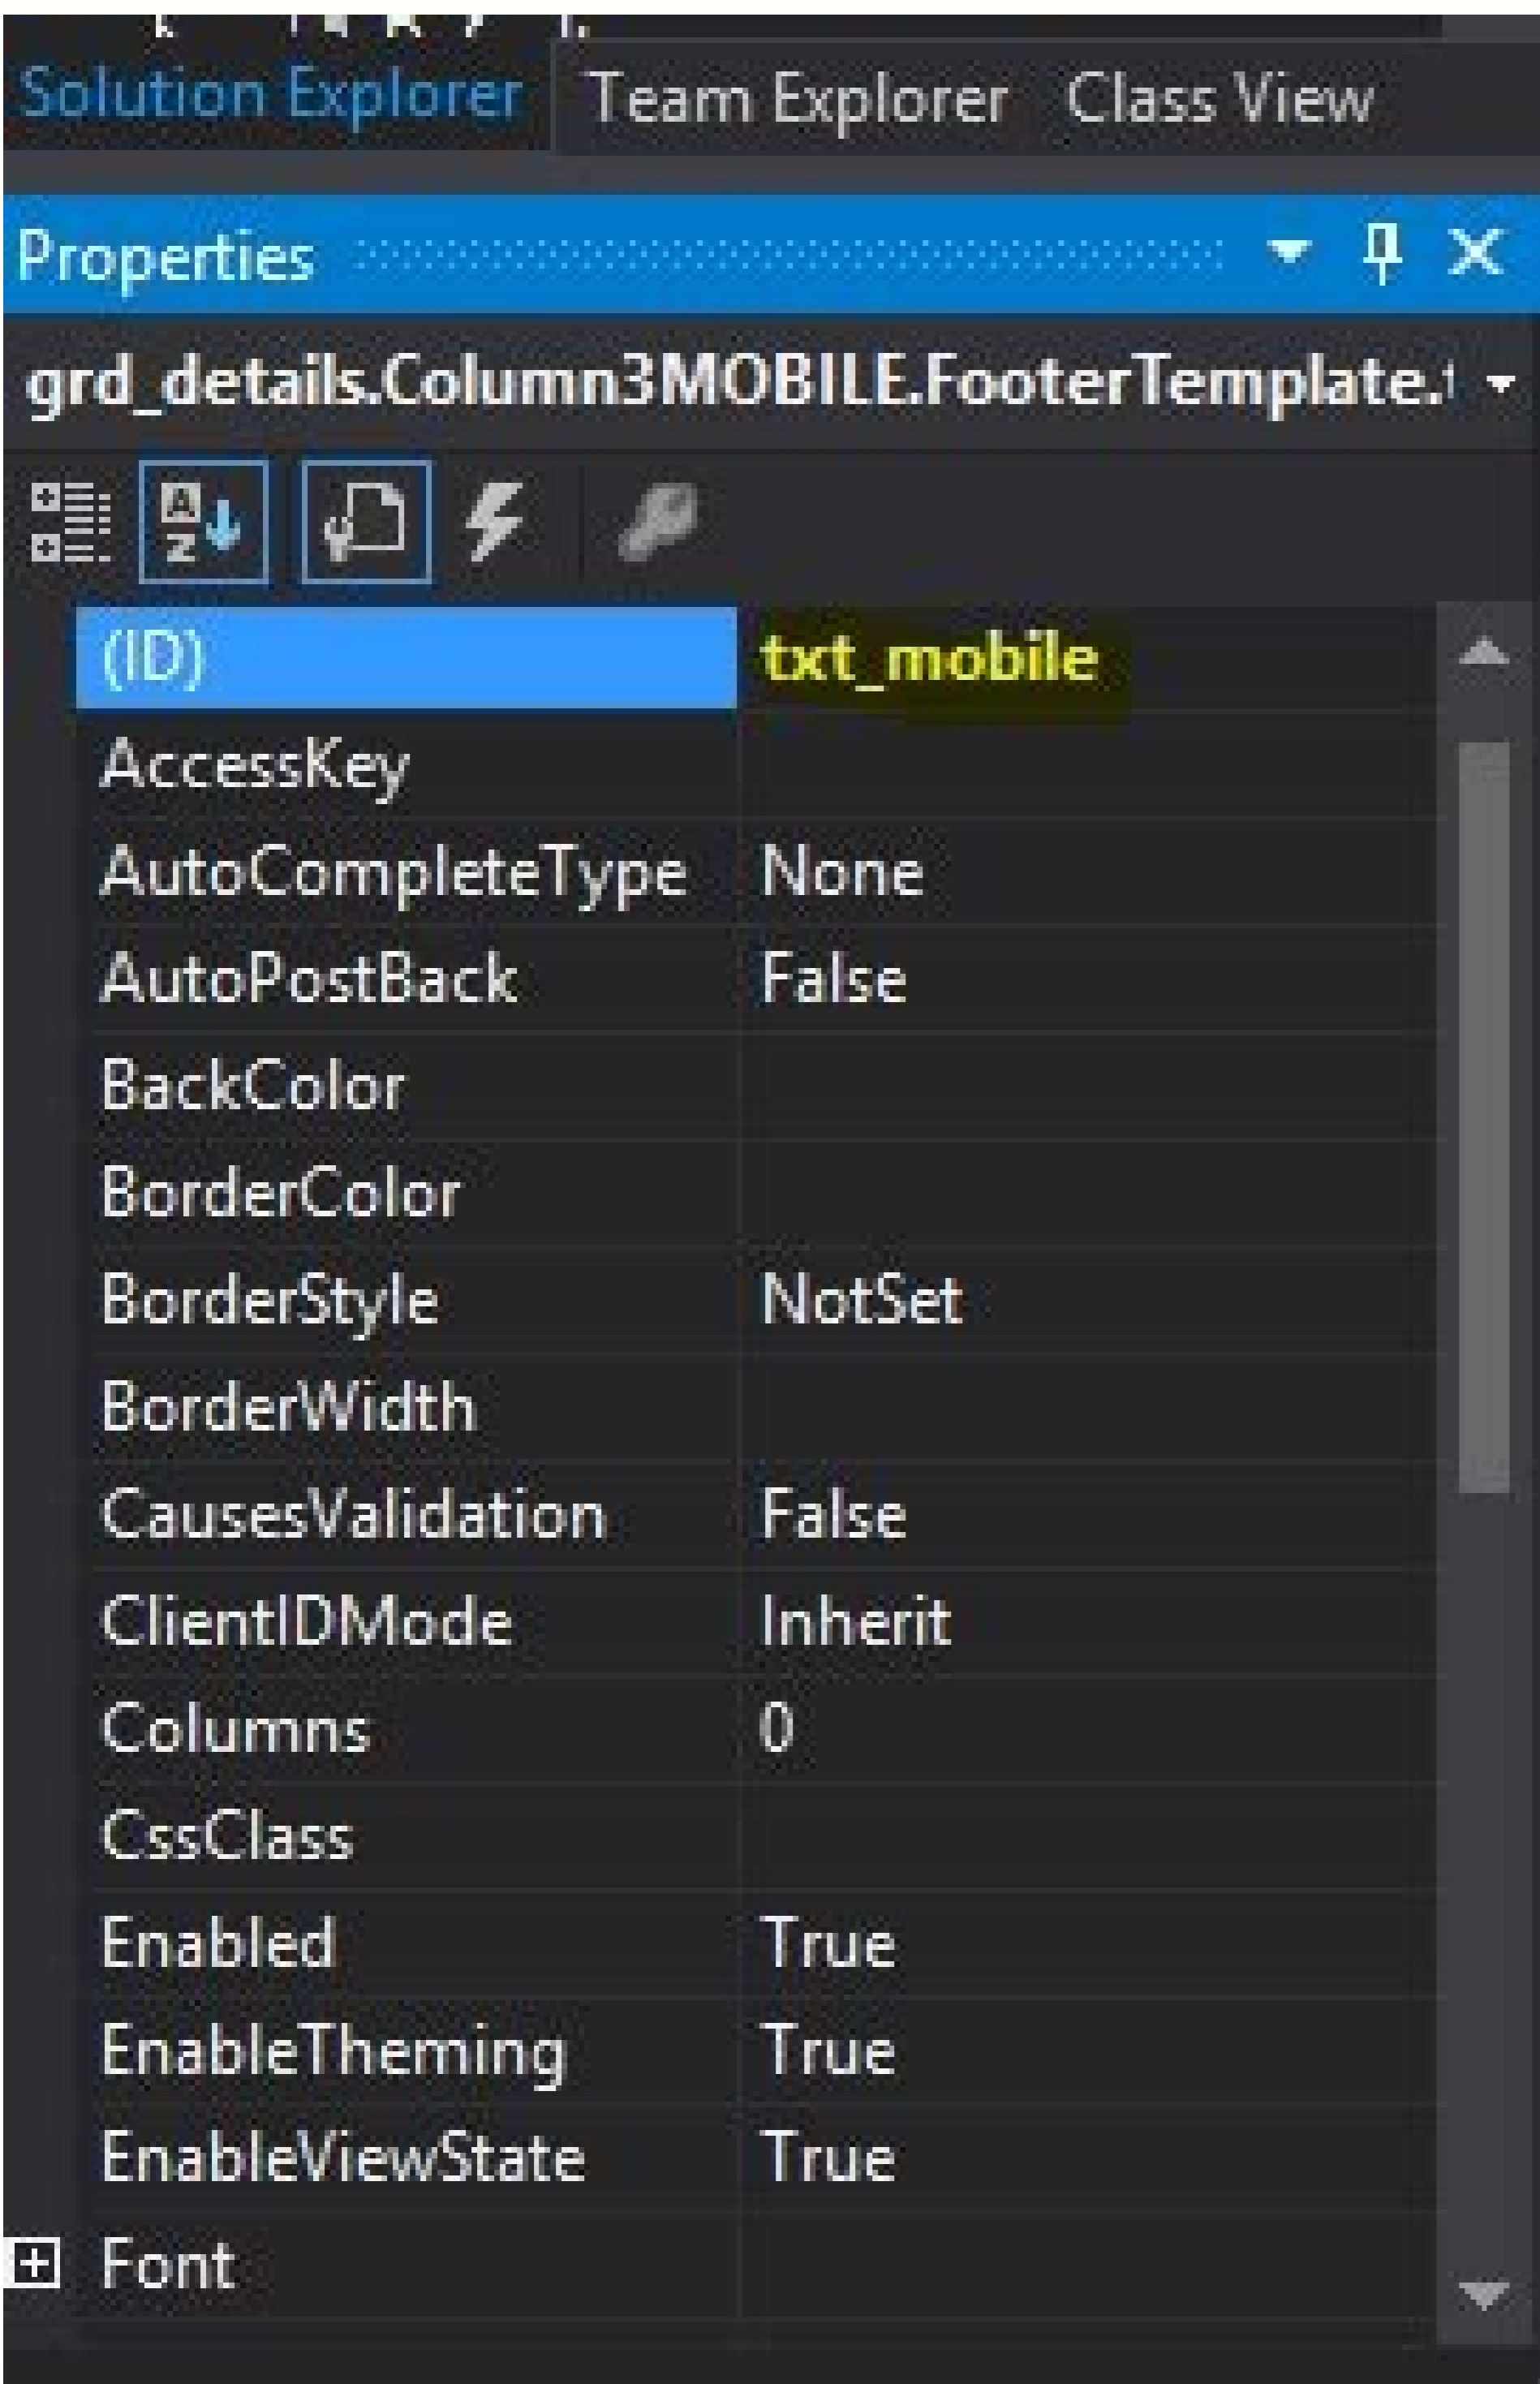 Solution Explorer Team Explorer Class View
Properties
grd_details.Column3MOBILE.FooterTemplate.
(ID) txt_mobile
AccessKey
AutoCompleteType None
AutoPostBack False
BackColor
BorderColor
BorderStyle NotSet
BorderWidth
CausesValidation False
ClientIDMode Inherit
Columns 0
CssClass
Enabled True
EnableTheming True
EnableViewState True
Font